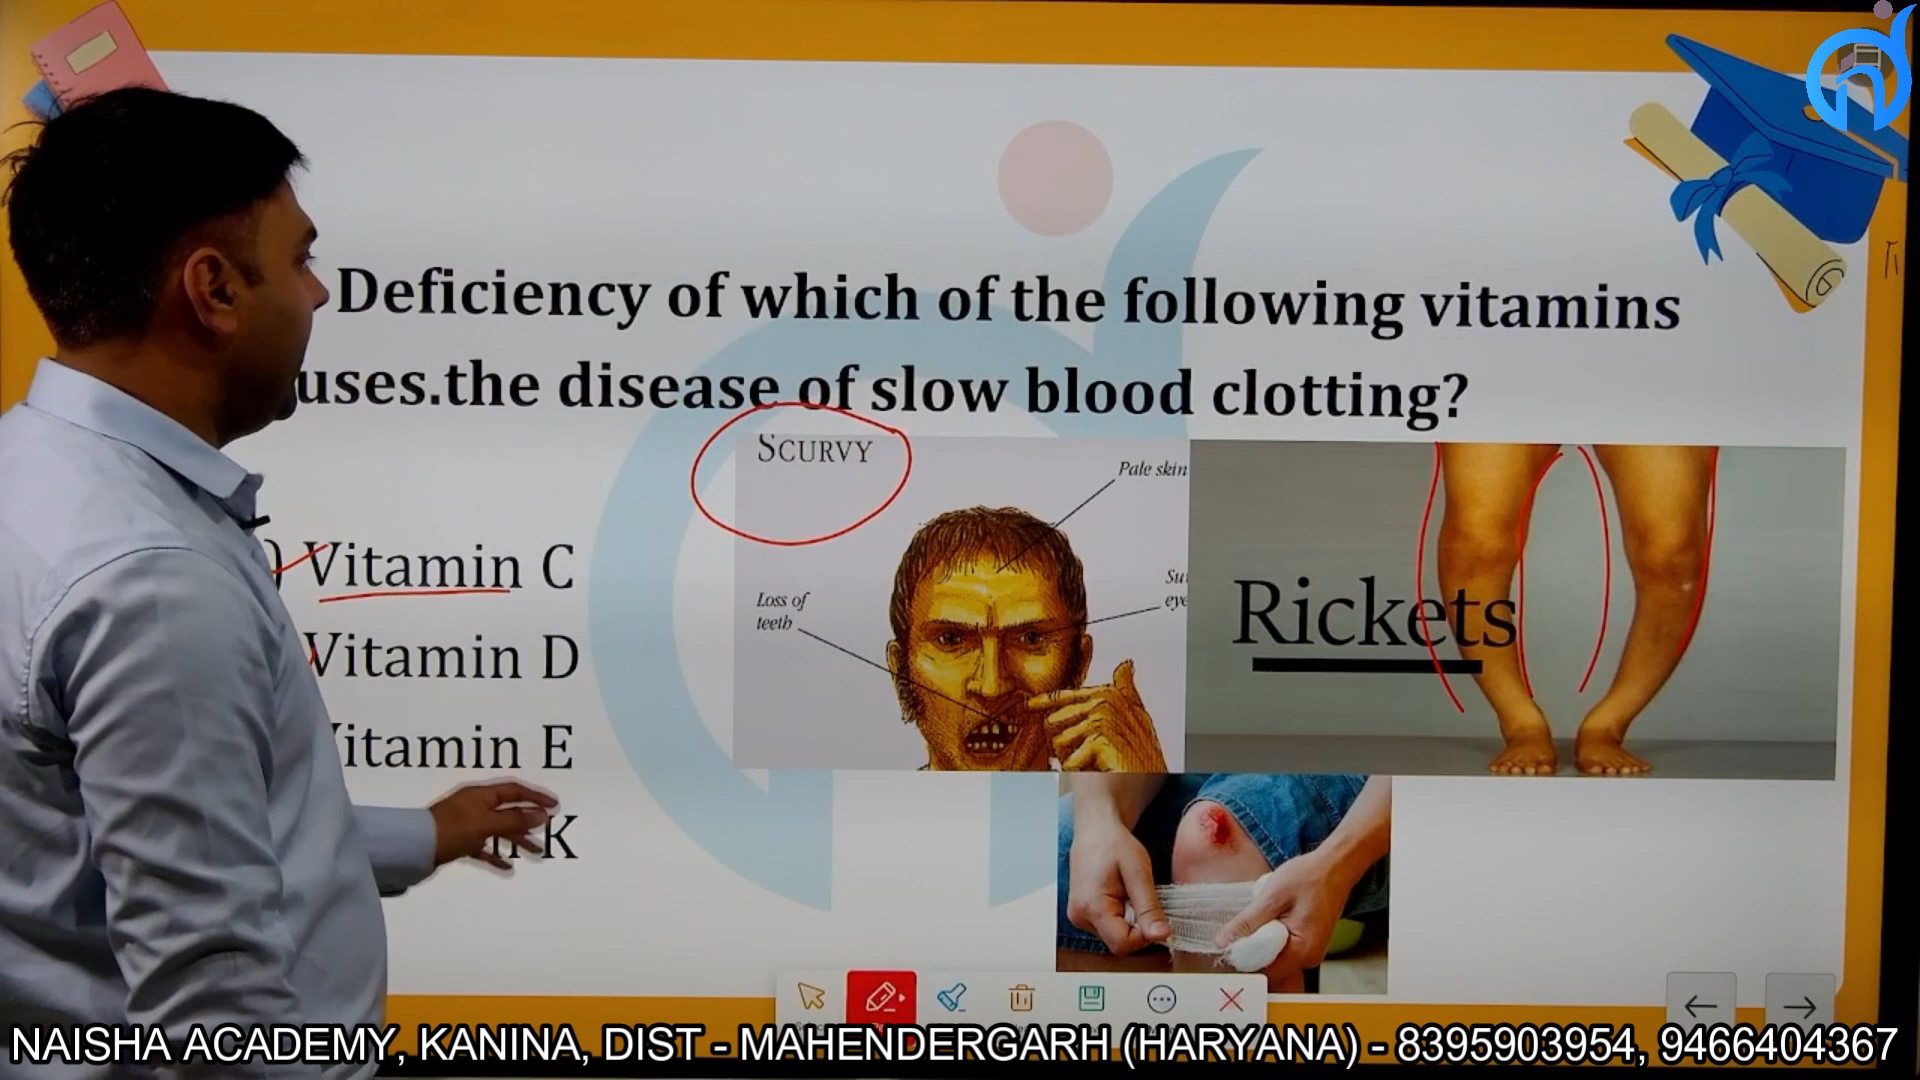 Deficiency of which of the following vitamins
uses.the disease of slow blood clotting?
SCURVY
Pale skin
Loss of
teeth
Rickets
) Vitamin C
Vitamin D
itamin E
K
NAISHA ACADEMY, KANINA, DIST - MAHENDERGARH (HARYANA) - 8395903954, 9466404367